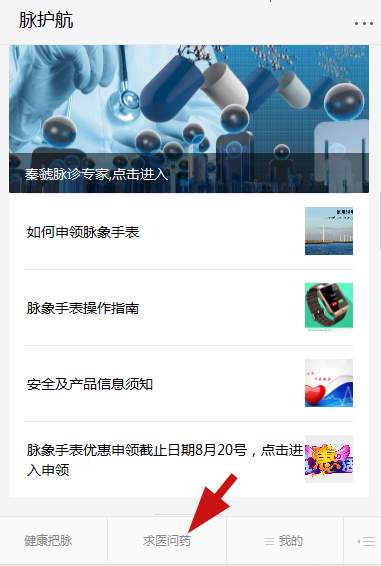 脉护航
秦虢脉诊专家,点击进入
如何申领脉象手表
脉象手表操作指南
安全及产品信息须知
脉象手表优惠申领截止日期8月20号，点击进
入申领
惠
健康把脉
求医问药
我的